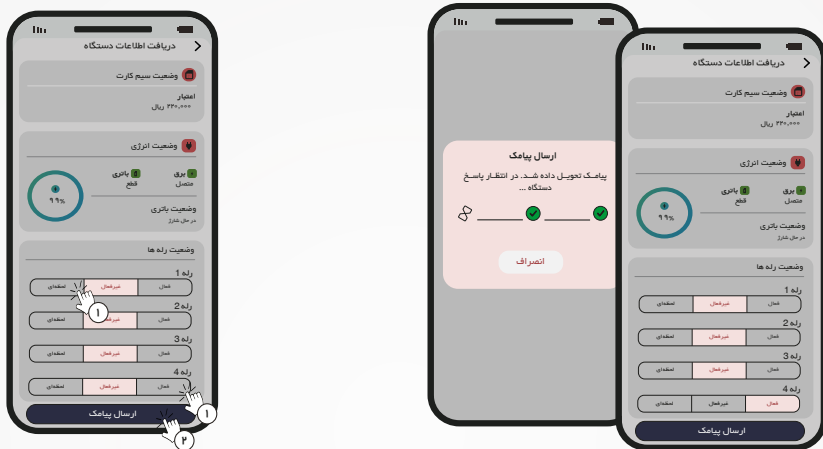 دریافت اطلاعات دستگاه
وضعیت سیم کارت
اعتبار
۲۲۰,۰۰۰ ریال
وضعیت انرژی
برق
متصل
باتری
قطع
۹۹%
وضعیت باتری
در حال شارژ
وضعیت رله ها
رله 1
فعال غیرفعال لحظه‌ای
۱
رله 2
فعال غیرفعال لحظه‌ای
رله 3
فعال غیرفعال لحظه‌ای
رله 4
فعال غیرفعال لحظه‌ای
۱
ارسال پیامک
۲
ارسال پیامک
پیامک تحویل داده شد. در انتظار پاسخ
دستگاه ...
انصراف
دریافت اطلاعات دستگاه
وضعیت سیم کارت
اعتبار
۲۲۰,۰۰۰ ریال
وضعیت انرژی
برق
متصل
باتری
قطع
۹۹%
وضعیت باتری
در حال شارژ
وضعیت رله ها
رله 1
فعال غیرفعال لحظه‌ای
رله 2
فعال غیرفعال لحظه‌ای
رله 3
فعال غیرفعال لحظه‌ای
رله 4
فعال غیرفعال لحظه‌ای
ارسال پیامک